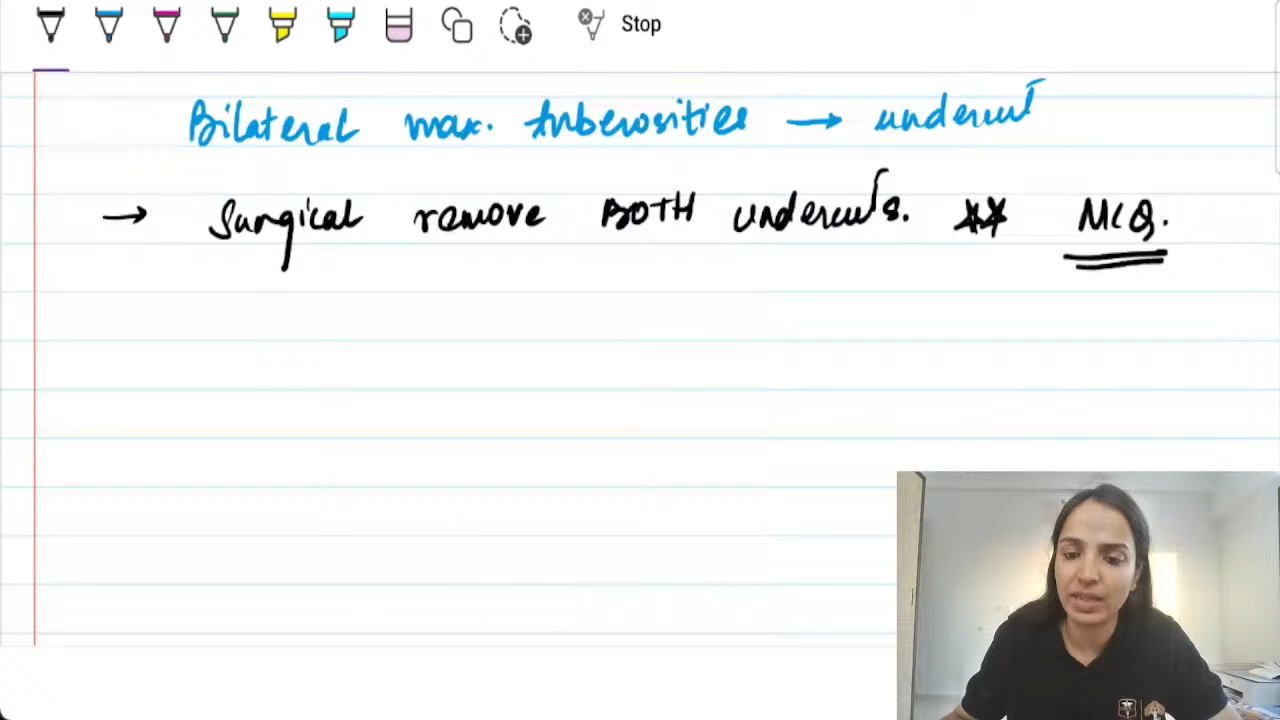 Stop
Bilateral max. tuberosities → undercut
→ Surgical remove BOTH undercuts. ** MCQ.